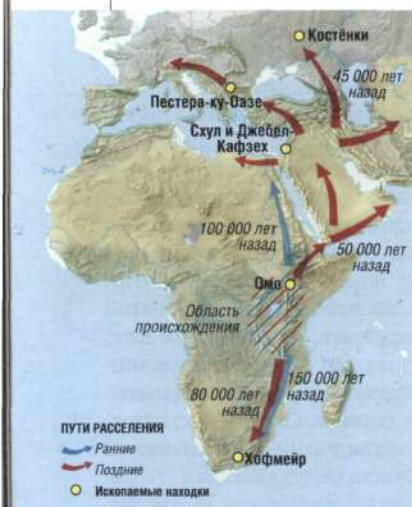 Костёнки
45 000 лет
назад
Пештера-ку-Оазе
Схул и Джебел-
Кафзех
100 000 лет
назад
50 000 лет
назад
Омо
Область
происхождения
80 000 лет
назад
150 000 лет
назад
ПУТИ РАССЕЛЕНИЯ
Ранние
Поздние
Хофмейр
Ископаемые находки